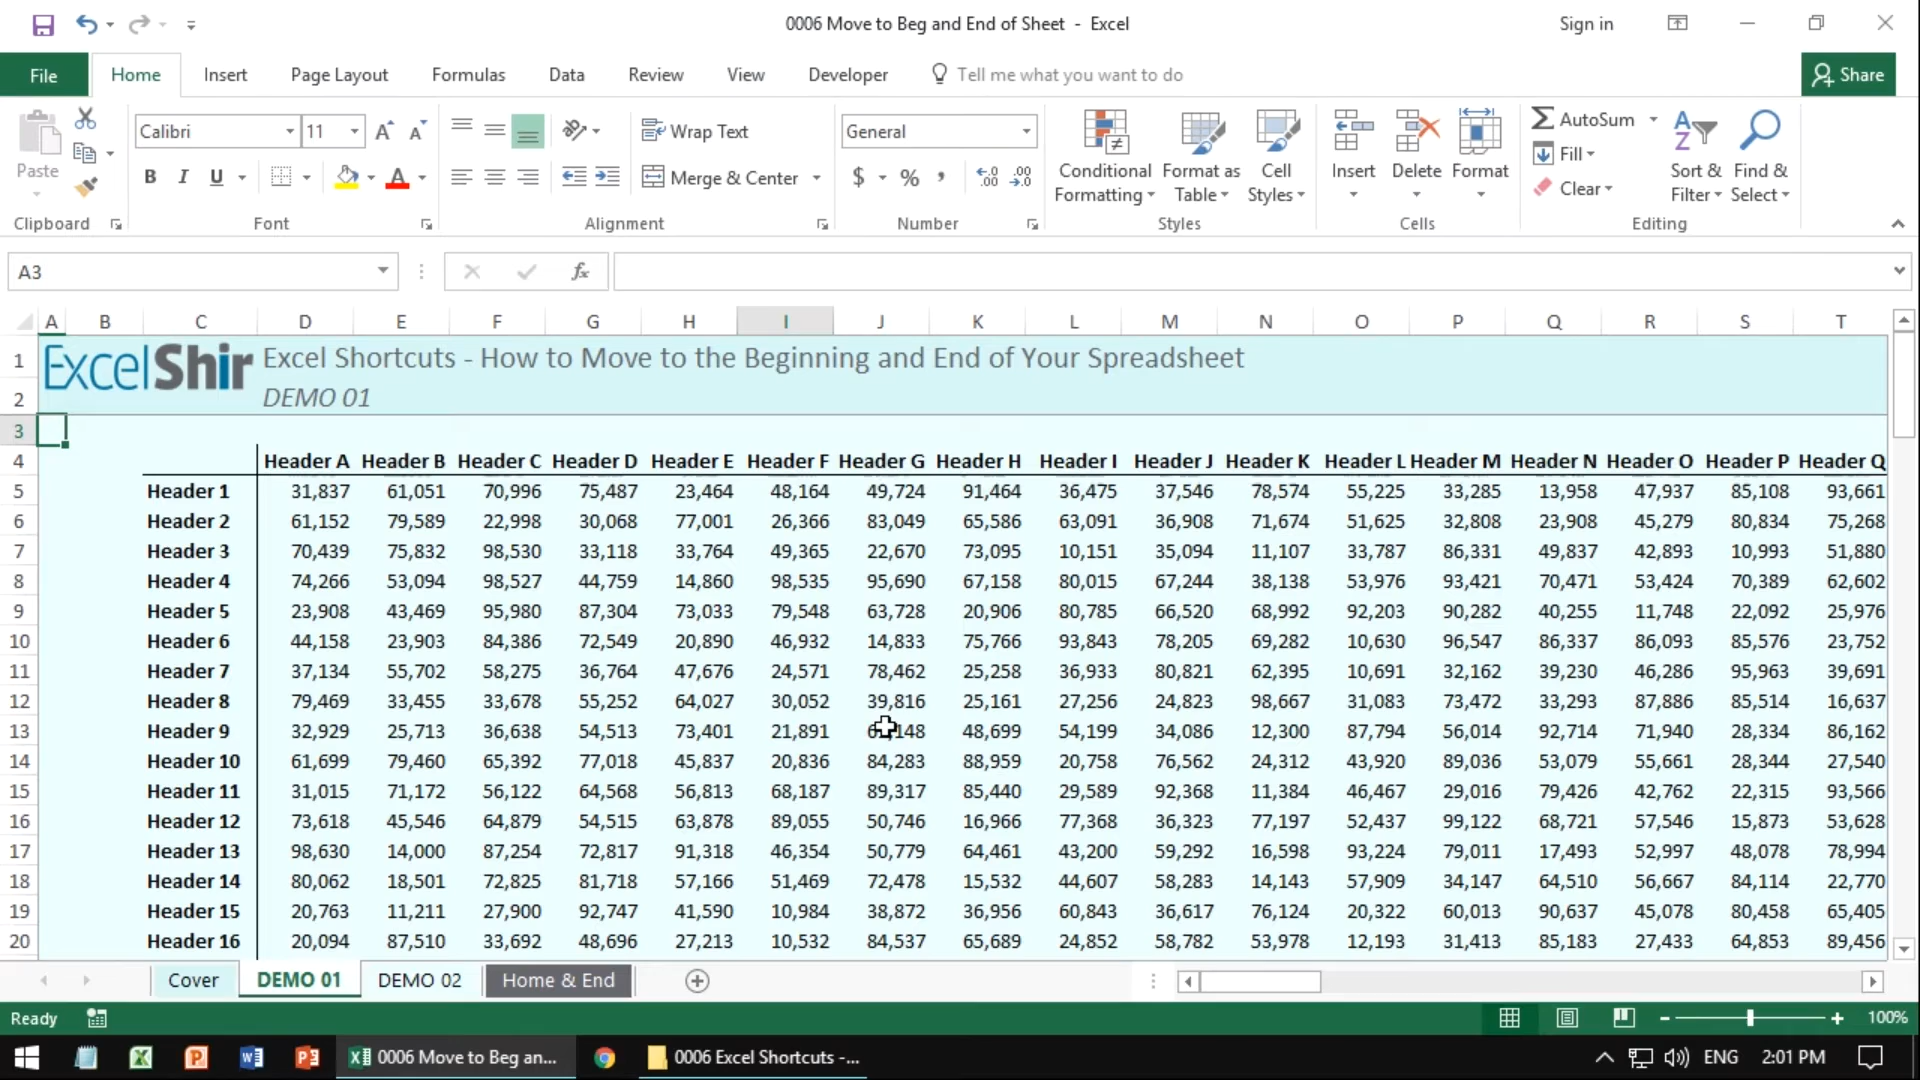 0006 Move to Beg and End of Sheet - Excel
Sign in
File Home Insert Page Layout Formulas Data Review View Developer Tell me what you want to do Share
Paste
Calibri 11
Wrap Text
General
B I U
Merge & Center
$ % ,
Conditional Formatting
Format as Table
Cell Styles
Insert
Delete
Format
AutoSum
Fill
Clear
Sort & Filter
Find & Select
Clipboard Font Alignment Number Styles Cells Editing
A3 fx
A B C D E F G H I J K L M N O P Q R S T
1 ExcelShir Excel Shortcuts - How to Move to the Beginning and End of Your Spreadsheet
2 DEMO 01
3
4 Header A Header B Header C Header D Header E Header F Header G Header H Header I Header J Header K Header L Header M Header N Header O Header P Header Q
5 Header 1 31,837 61,051 70,996 75,487 23,464 48,164 49,724 91,464 36,475 37,546 78,574 55,225 33,285 13,958 47,937 85,108 93,661
6 Header 2 61,152 79,589 22,998 30,068 77,001 26,366 83,049 65,586 63,091 36,908 71,674 51,625 32,808 23,908 45,279 80,834 75,268
7 Header 3 70,439 75,832 98,530 33,118 33,764 49,365 22,670 73,095 10,151 35,094 11,107 33,787 86,331 49,837 42,893 10,993 51,880
8 Header 4 74,266 53,094 98,527 44,759 14,860 98,535 95,690 67,158 80,015 67,244 38,138 53,976 93,421 70,471 53,424 70,389 62,602
9 Header 5 23,908 43,469 95,980 87,304 73,033 79,548 63,728 20,906 80,785 66,520 68,992 92,203 90,282 40,255 11,748 22,092 25,976
10 Header 6 44,158 23,903 84,386 72,549 20,890 46,932 14,833 75,766 93,843 78,205 69,282 10,630 96,547 86,337 86,093 85,576 23,752
11 Header 7 37,134 55,702 58,275 36,764 47,676 24,571 78,462 25,258 36,933 80,821 62,395 10,691 32,162 39,230 46,286 95,963 39,691
12 Header 8 79,469 33,455 33,678 55,252 64,027 30,052 39,816 25,161 27,256 24,823 98,667 31,083 73,472 33,293 87,886 85,514 16,637
13 Header 9 32,929 25,713 36,638 54,513 73,401 21,891 48,699 54,199 34,086 12,300 87,794 56,014 92,714 71,940 28,334 86,162
14 Header 10 61,699 79,460 65,392 77,018 45,837 20,836 84,283 88,959 20,758 76,562 24,312 43,920 89,036 53,079 55,661 28,344 27,540
15 Header 11 31,015 71,172 56,122 64,568 56,813 68,187 89,317 85,440 29,589 92,368 11,384 46,467 29,016 79,426 42,762 22,315 93,566
16 Header 12 73,618 45,546 64,879 54,515 63,878 89,055 50,746 16,966 77,368 36,323 77,197 52,437 99,122 68,721 57,546 15,873 53,628
17 Header 13 98,630 14,000 87,254 72,817 91,318 46,354 50,779 64,461 43,200 59,292 16,598 93,224 79,011 17,493 52,997 48,078 78,994
18 Header 14 80,062 18,501 72,825 81,718 57,166 51,469 72,478 15,532 44,607 58,283 14,143 57,909 34,147 64,510 56,667 84,114 22,770
19 Header 15 20,763 11,211 27,900 92,747 41,590 10,984 38,872 36,956 60,843 36,617 76,124 20,322 60,013 90,637 45,078 80,458 65,405
20 Header 16 20,094 87,510 33,692 48,696 27,213 10,532 84,537 65,689 24,852 58,782 53,978 12,193 31,413 85,183 27,433 64,853 89,456
Cover DEMO 01 DEMO 02 Home & End
Ready 100%
0006 Move to Beg an... 0006 Excel Shortcuts -... ENG 2:01 PM